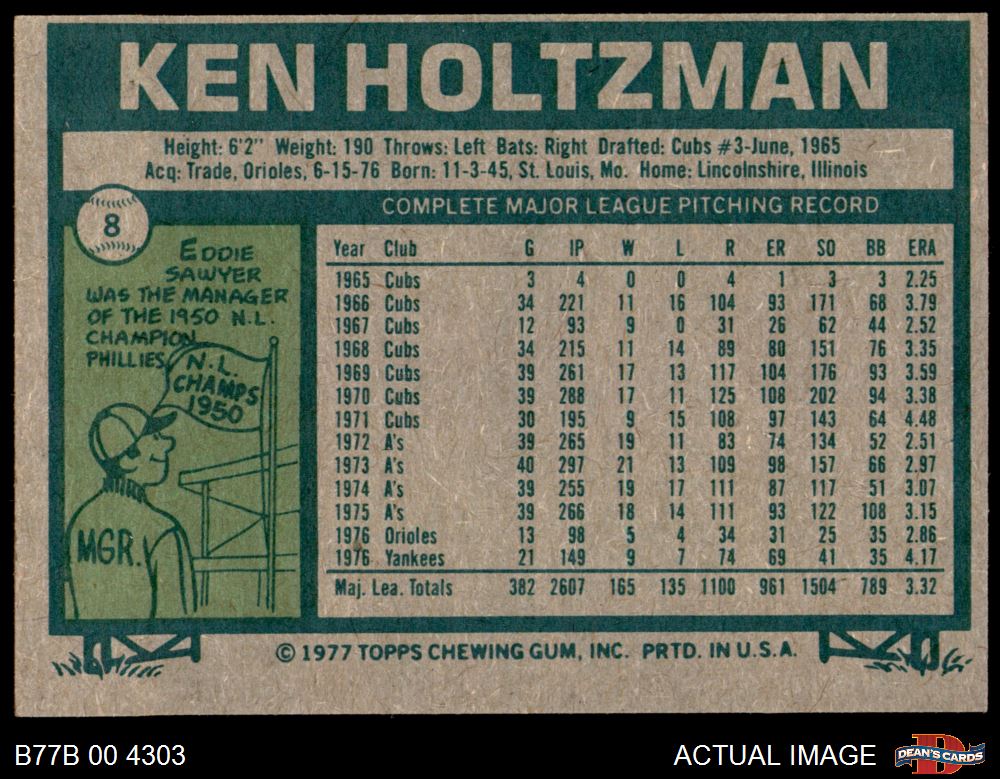 KEN HOLTZMAN
Height: 6'2" Weight: 190 Throws: Left Bats: Right Drafted: Cubs #3-June, 1965
Acq: Trade, Orioles, 6-15-76 Born: 11-3-45, St. Louis, Mo. Home: Lincolnshire, Illinois
8
COMPLETE MAJOR LEAGUE PITCHING RECORD
EDDIE
SAWYER
WAS THE MANAGER
OF THE 1950 N.L.
CHAMPION
PHILLIES
N.L.
CHAMPS
1950
MGR.
Year Club G IP W L R ER SO BB ERA
1965 Cubs 3 4 0 0 4 1 3 3 2.25
1966 Cubs 34 221 11 16 104 93 171 68 3.79
1967 Cubs 12 93 9 0 31 26 62 44 2.52
1968 Cubs 34 215 11 14 89 80 151 76 3.35
1969 Cubs 39 261 17 13 117 104 176 93 3.59
1970 Cubs 39 288 17 11 125 108 202 94 3.38
1971 Cubs 30 195 9 15 108 97 143 64 4.48
1972 A's 39 265 19 11 83 74 134 52 2.51
1973 A's 40 297 21 13 109 98 157 66 2.97
1974 A's 39 255 19 17 111 87 117 51 3.07
1975 A's 39 266 18 14 111 93 122 108 3.15
1976 Orioles 13 98 5 4 34 31 25 35 2.86
1976 Yankees 21 149 9 7 74 69 41 35 4.17
Maj. Lea. Totals 382 2607 165 135 1100 961 1504 789 3.32
© 1977 TOPPS CHEWING GUM, INC. PRTD. IN U.S.A.
B77B 00 4303
ACTUAL IMAGE
D
DEAN'S CARDS